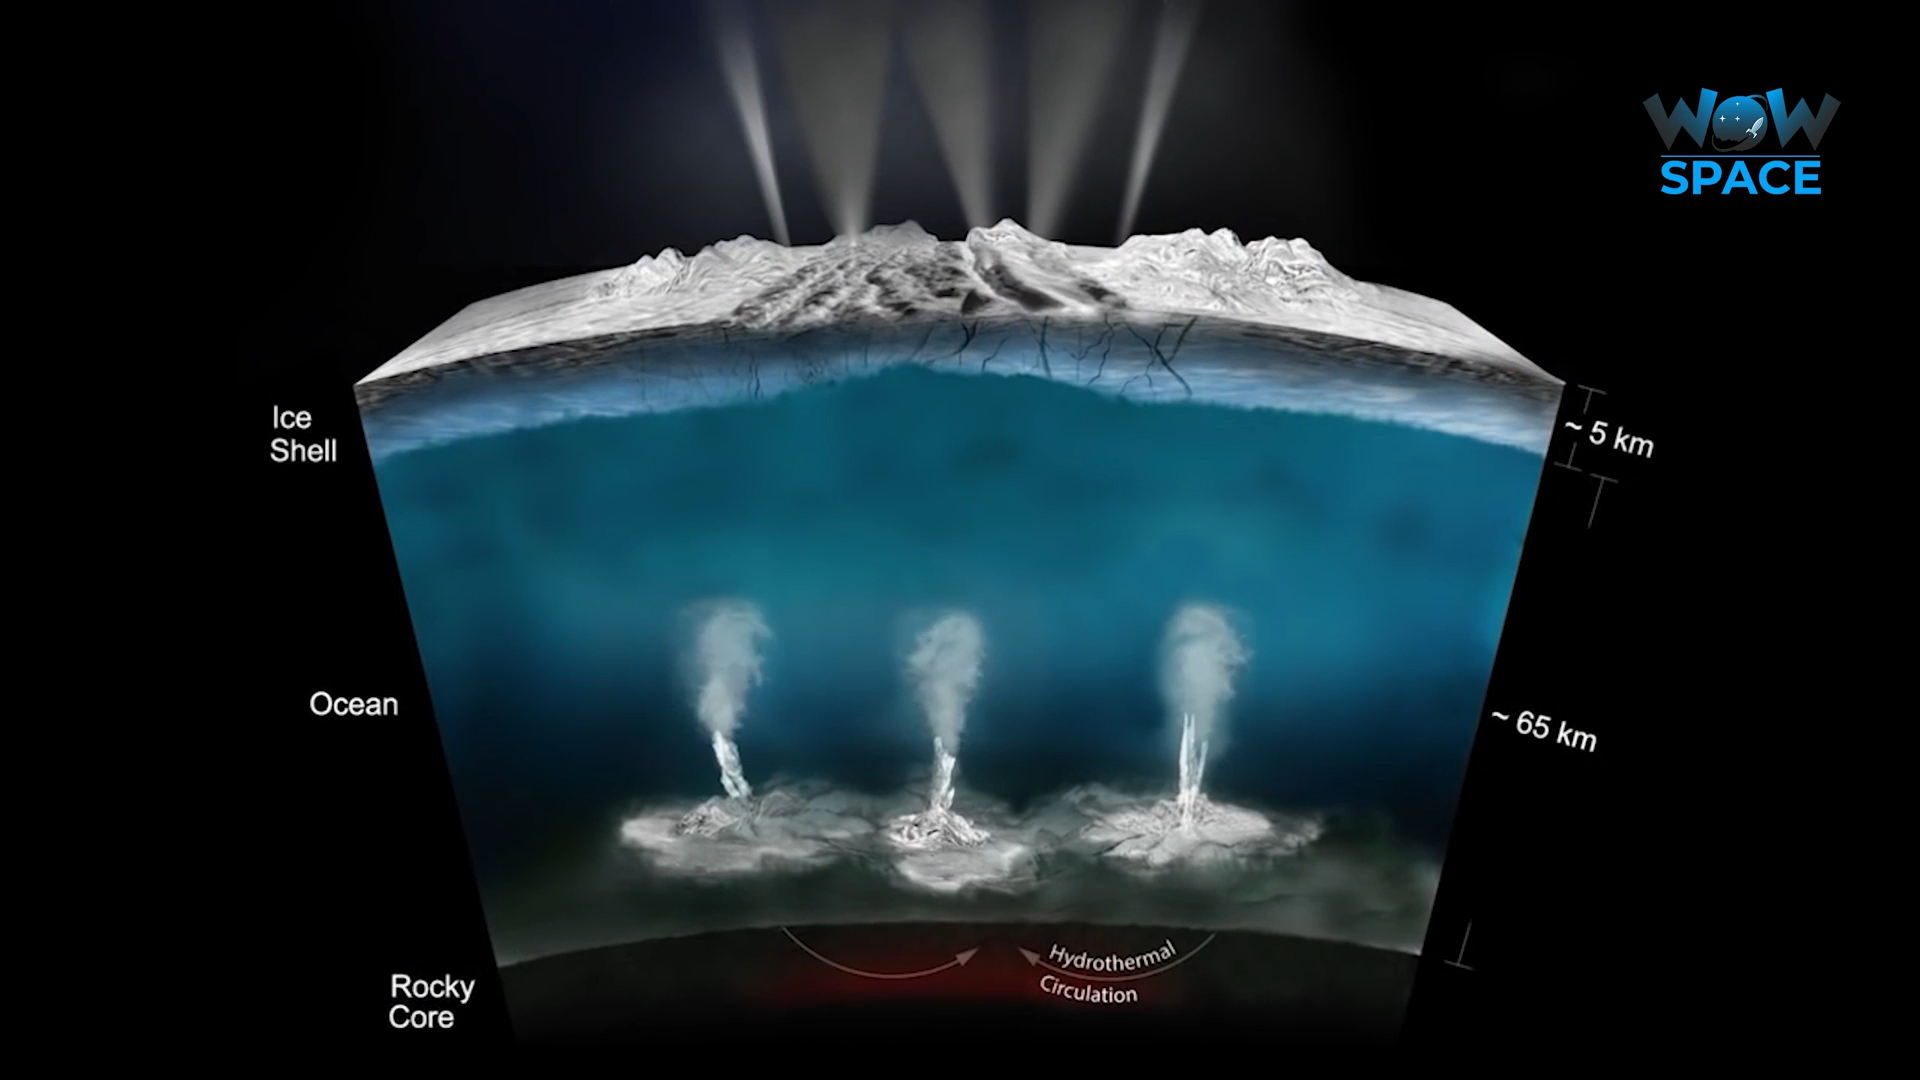 WOW
SPACE
Ice
Shell
~ 5 km
Ocean
~ 65 km
Rocky
Core
Hydrothermal
Circulation